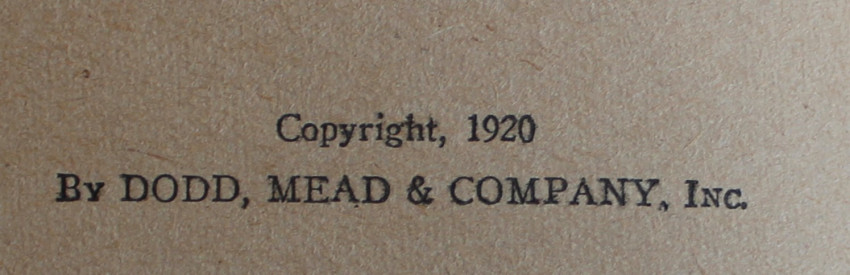 Copyright, 1920
By DODD, MEAD & COMPANY, Inc.